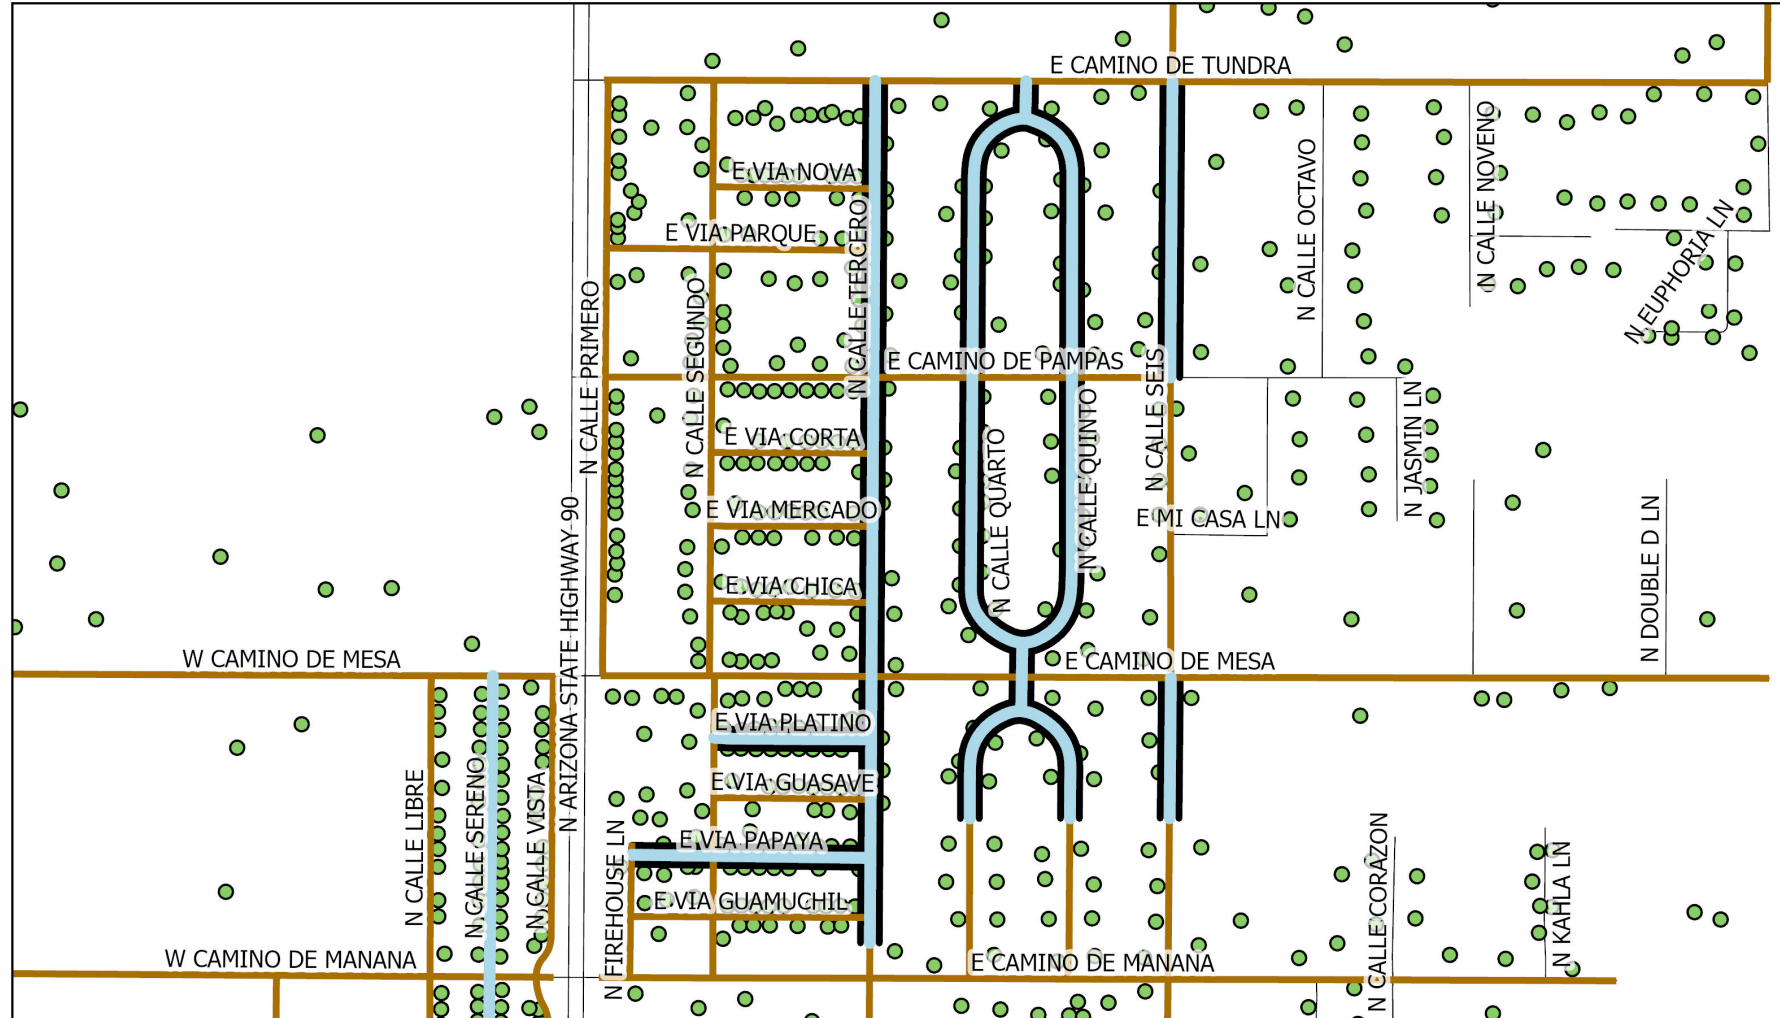 E CAMINO DE TUNDRA
E VIA NOVA
E VIA PARQUE
N CALLE TERCERO
N CALLE OCTAVO
N CALLE NOVENO
N EUPHORIA LN
N CALLE PRIMERO
N CALLE SEGUNDO
E CAMINO DE PAMPAS
N CALLE SEIS
N CALLE QUARTO
N CALLE QUINTO
N JASMIN LN
E VIA CORTA
E VIA MERCADO
E MI CASA LN
E VIA CHICA
N DOUBLE D LN
N ARIZONA STATE HIGHWAY 90
W CAMINO DE MESA
E CAMINO DE MESA
E VIA PLATINO
E VIA GUASAVE
E VIA PAPAYA
E VIA GUAMUCHIL
N CALLE LIBRE
N CALLE SERENO
N CALLE VISTA
N FIREHOUSE LN
N CALLE CORAZON
N KAHLA LN
W CAMINO DE MANANA
E CAMINO DE MANANA